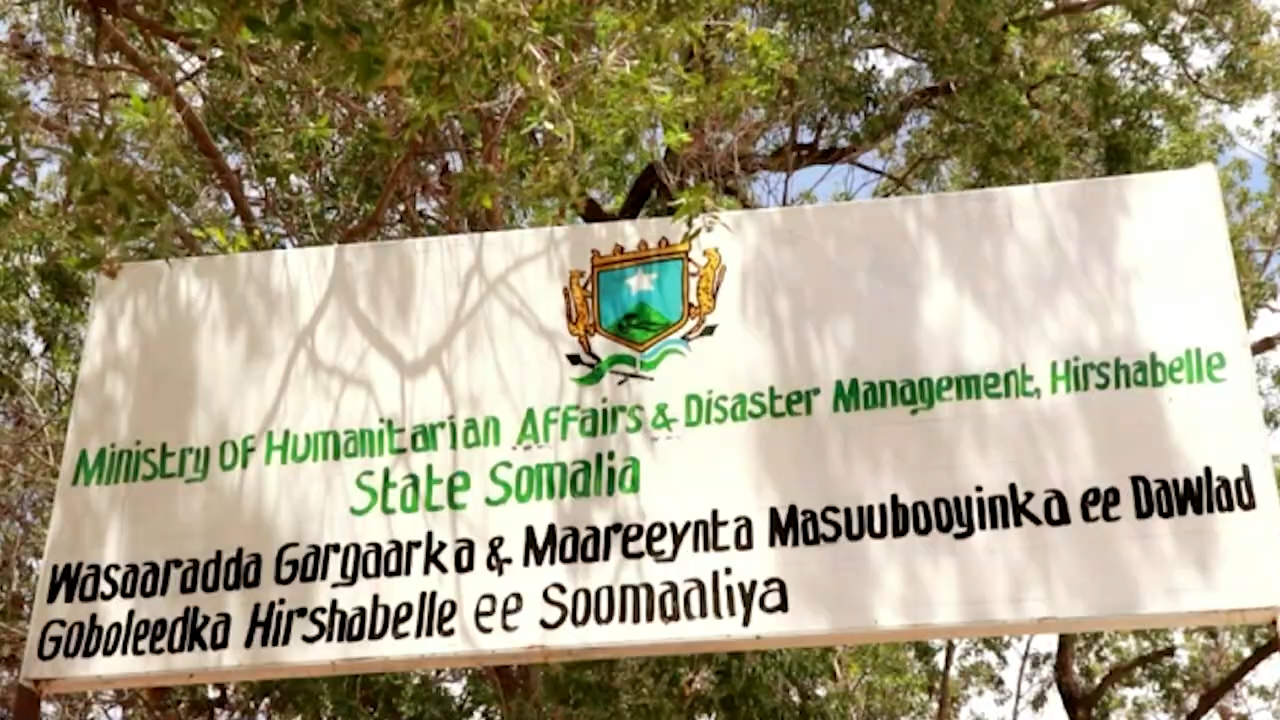 Ministry of Humanitarian Affairs & Disaster Management, Hirshabelle
State Somalia
Wasaaradda Gargaarka & Maareeynta Masuubooyinka ee Dawlad
Goboleedka Hirshabelle ee Soomaaliya